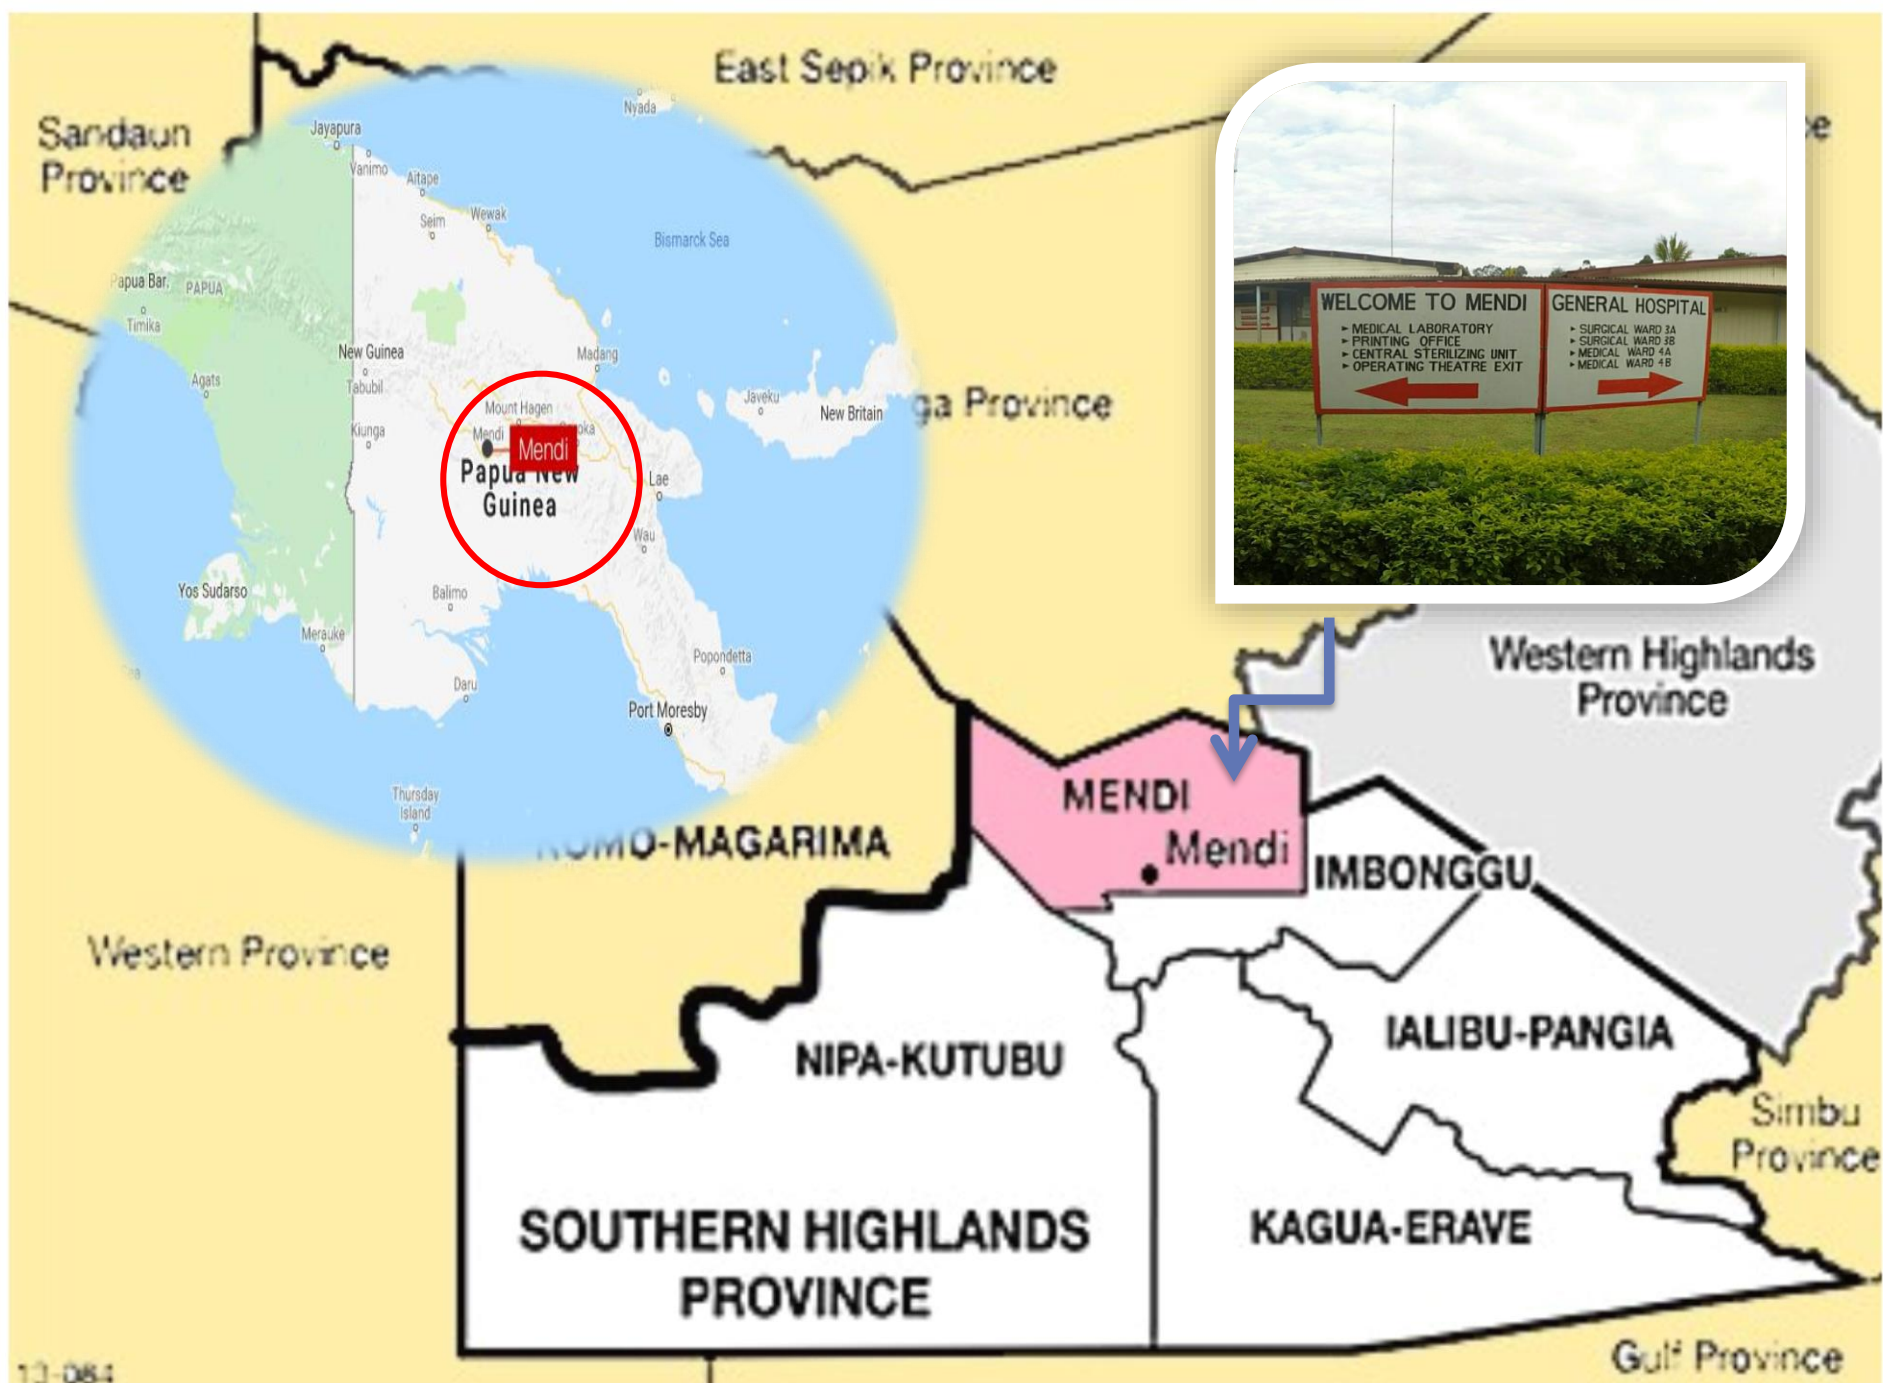 East Sepik Province
Sandaun
Province
Nyada
Jayapura
Vanimo
Aitape
Seim
Wewak
Bismarck Sea
Papua Bar.
PAPUA
Timika
New Guinea
Madang
Agats
Tabubil
Mount Hagen
Javeku
New Britain
ga Province
Kiunga
Mendi
Mendi
Papua New
Guinea
Lae
Wau
Yos Sudarso
Balimo
Merauke
Popondetta
Daru
Port Moresby
Thursday
Island
WELCOME TO MENDI
▸ MEDICAL LABORATORY
▸ PRINTING OFFICE
▸ CENTRAL STERILIZING UNIT
▸ OPERATING THEATRE EXIT
GENERAL HOSPITAL
▸ SURGICAL WARD 3A
▸ SURGICAL WARD 3B
▸ MEDICAL WARD 4A
▸ MEDICAL WARD 4B
Western Highlands
Province
MENDI
Mendi
-MAGARIMA
IMBONGGU
Western Province
NIPA-KUTUBU
IALIBU-PANGIA
Simbu
Province
SOUTHERN HIGHLANDS
PROVINCE
KAGUA-ERAVE
Gulf Province